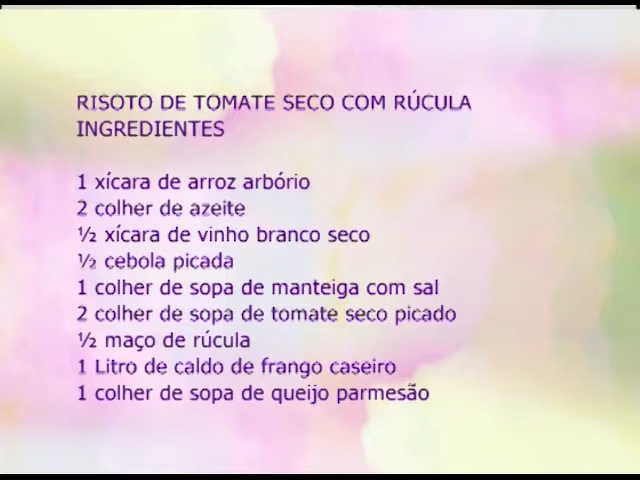 RISOTO DE TOMATE SECO COM RÚCULA
INGREDIENTES
1 xícara de arroz arbório
2 colher de azeite
½ xícara de vinho branco seco
½ cebola picada
1 colher de sopa de manteiga com sal
2 colher de sopa de tomate seco picado
½ maço de rúcula
1 Litro de caldo de frango caseiro
1 colher de sopa de queijo parmesão